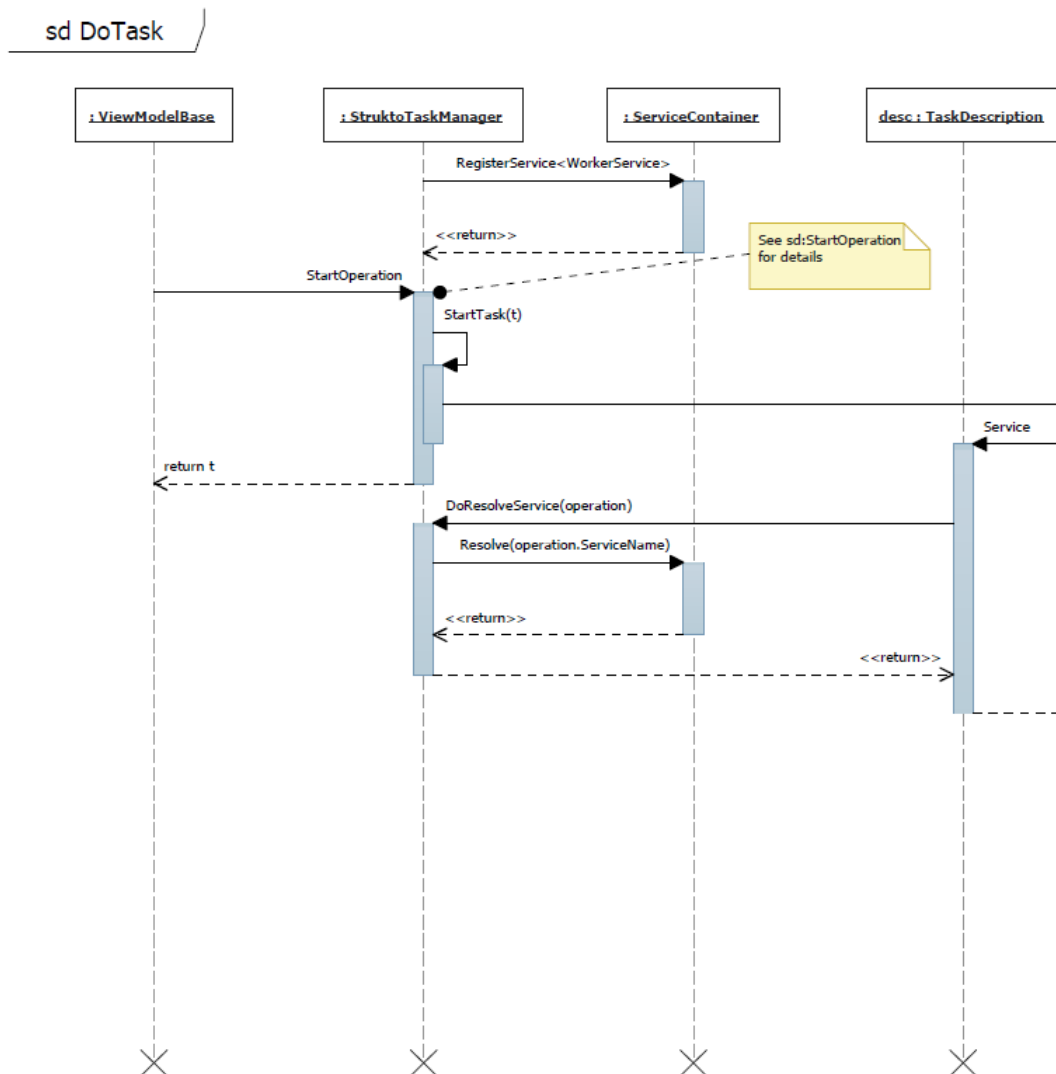 sd DoTask
: ViewModelBase
: StruktoTaskManager
: ServiceContainer
desc : TaskDescription
RegisterService<WorkerService>
<<return>>
See sd:StartOperation
for details
StartOperation
StartTask(t)
Service
return t
DoResolveService(operation)
Resolve(operation.ServiceName)
<<return>>
<<return>>